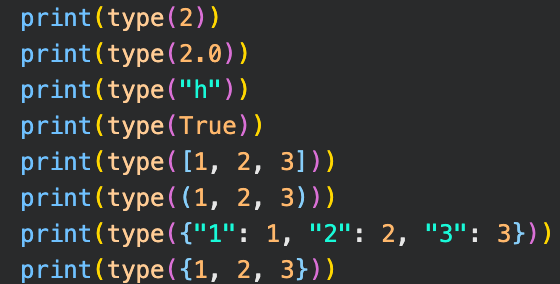 print(type(2))
print(type(2.0))
print(type("h"))
print(type(True))
print(type([1, 2, 3]))
print(type((1, 2, 3)))
print(type({"1": 1, "2": 2, "3": 3}))
print(type({1, 2, 3}))